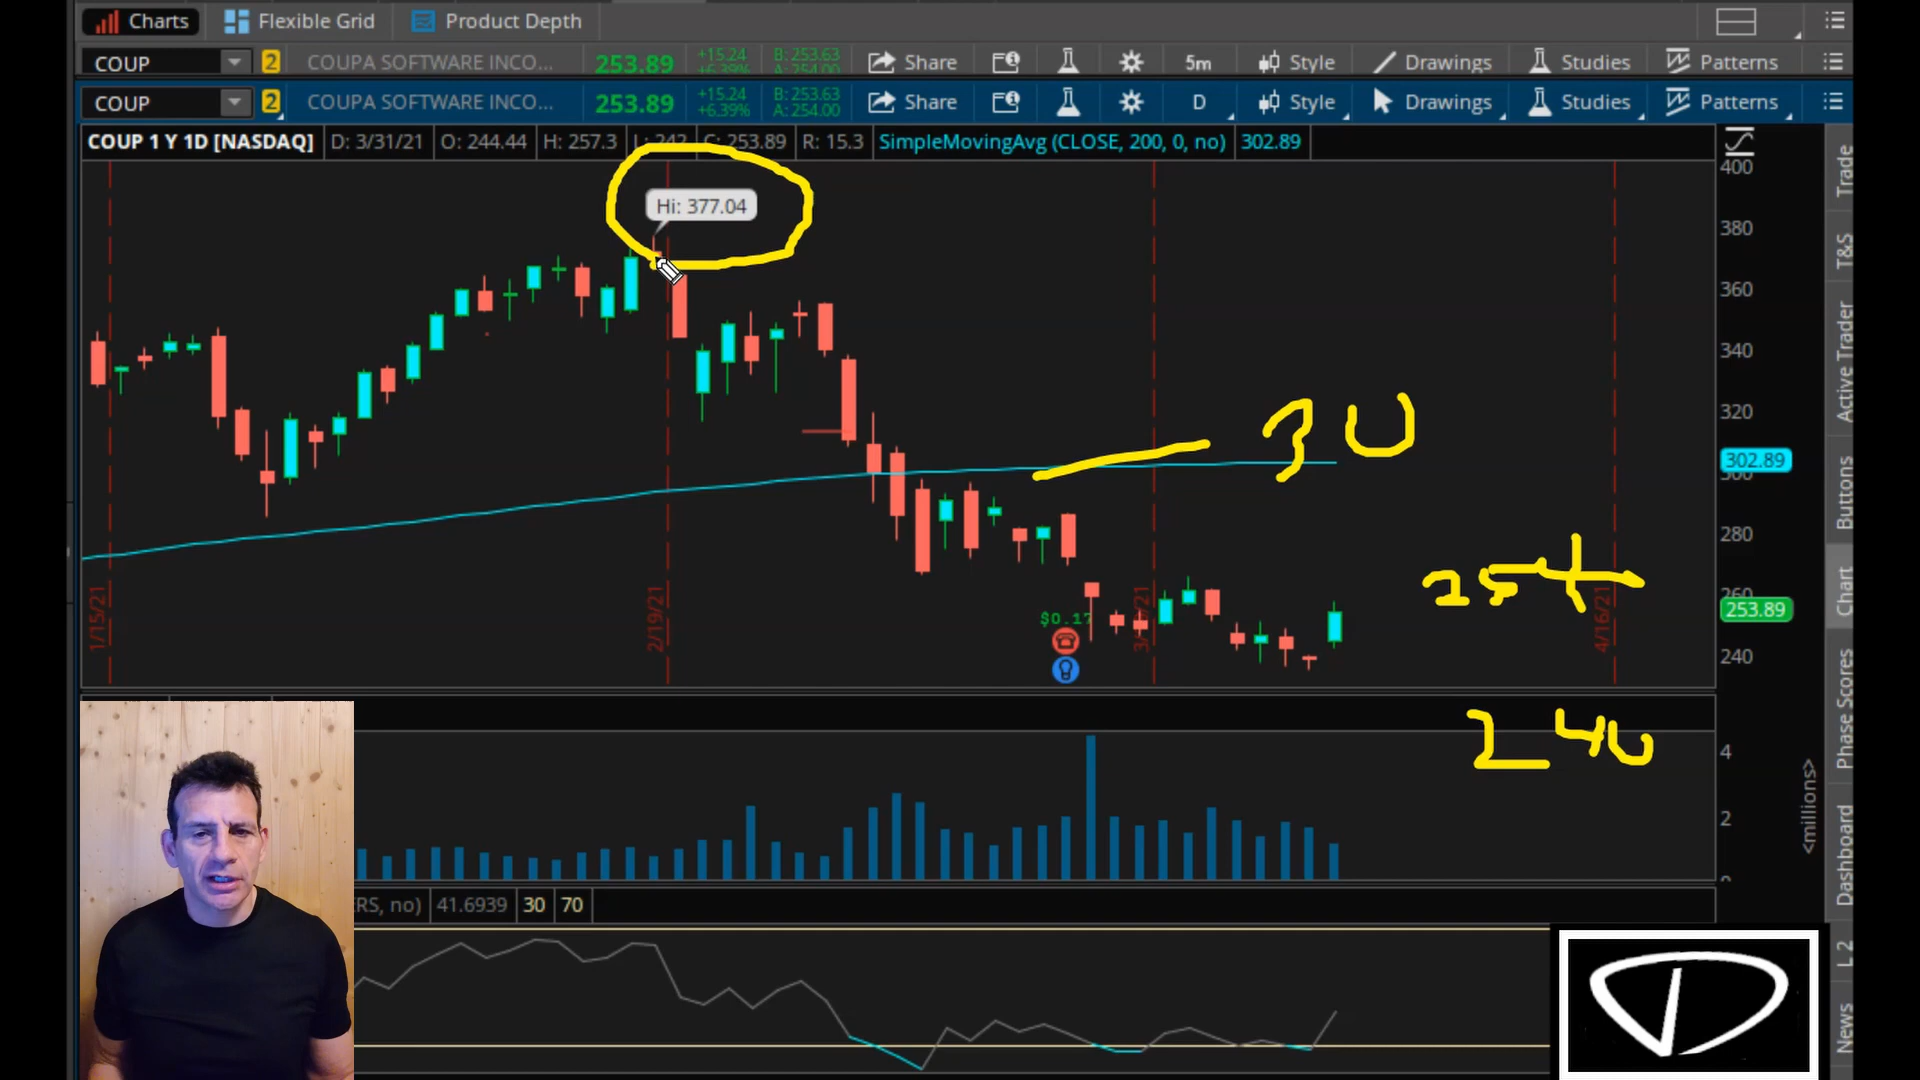 Charts Flexible Grid Product Depth
COUP 2 COUPA SOFTWARE INCO... 253.89 +15.24 +6.39% B: 253.63 A: 254.00 Share 5m Style Drawings Studies Patterns
COUP 2 COUPA SOFTWARE INCO... 253.89 +15.24 +6.39% B: 253.63 A: 254.00 Share D Style Drawings Studies Patterns
COUP 1 Y 1D [NASDAQ] D: 3/31/21 O: 244.44 H: 257.3 L: 242 C: 253.89 R: 15.3 SimpleMovingAvg (CLOSE, 200, 0, no) 302.89
Hi: 377.04
400
380
360
340
320
302.89
300
280
260
253.89
240
30
254
240
$0.17
1/15/21
2/19/21
4/16/21
4
2
<millions>
ERS, no) 41.6939 30 70
Trade
T&S
Active Trader
Buttons
Chart
Phase Scores
Dashboard
L 2
News